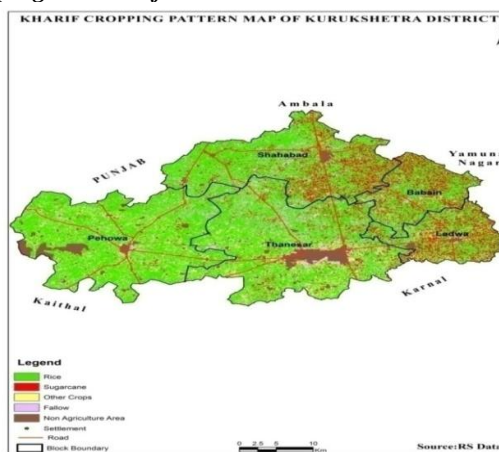 KHARIF CROPPING PATTERN MAP OF KURUKSHETRA DISTRICT
Ambala
Yamuna
Nagar
PUNJAB
Shahabad
Babain
Ladwa
Pehowa
Thanesar
Karnal
Kaithal
Legend
Rice
Sugarcane
Other Crops
Fallow
Non Agriculture Area
Settlement
Road
Block Boundary
0 2.5 5 10
Km
Source:RS Data